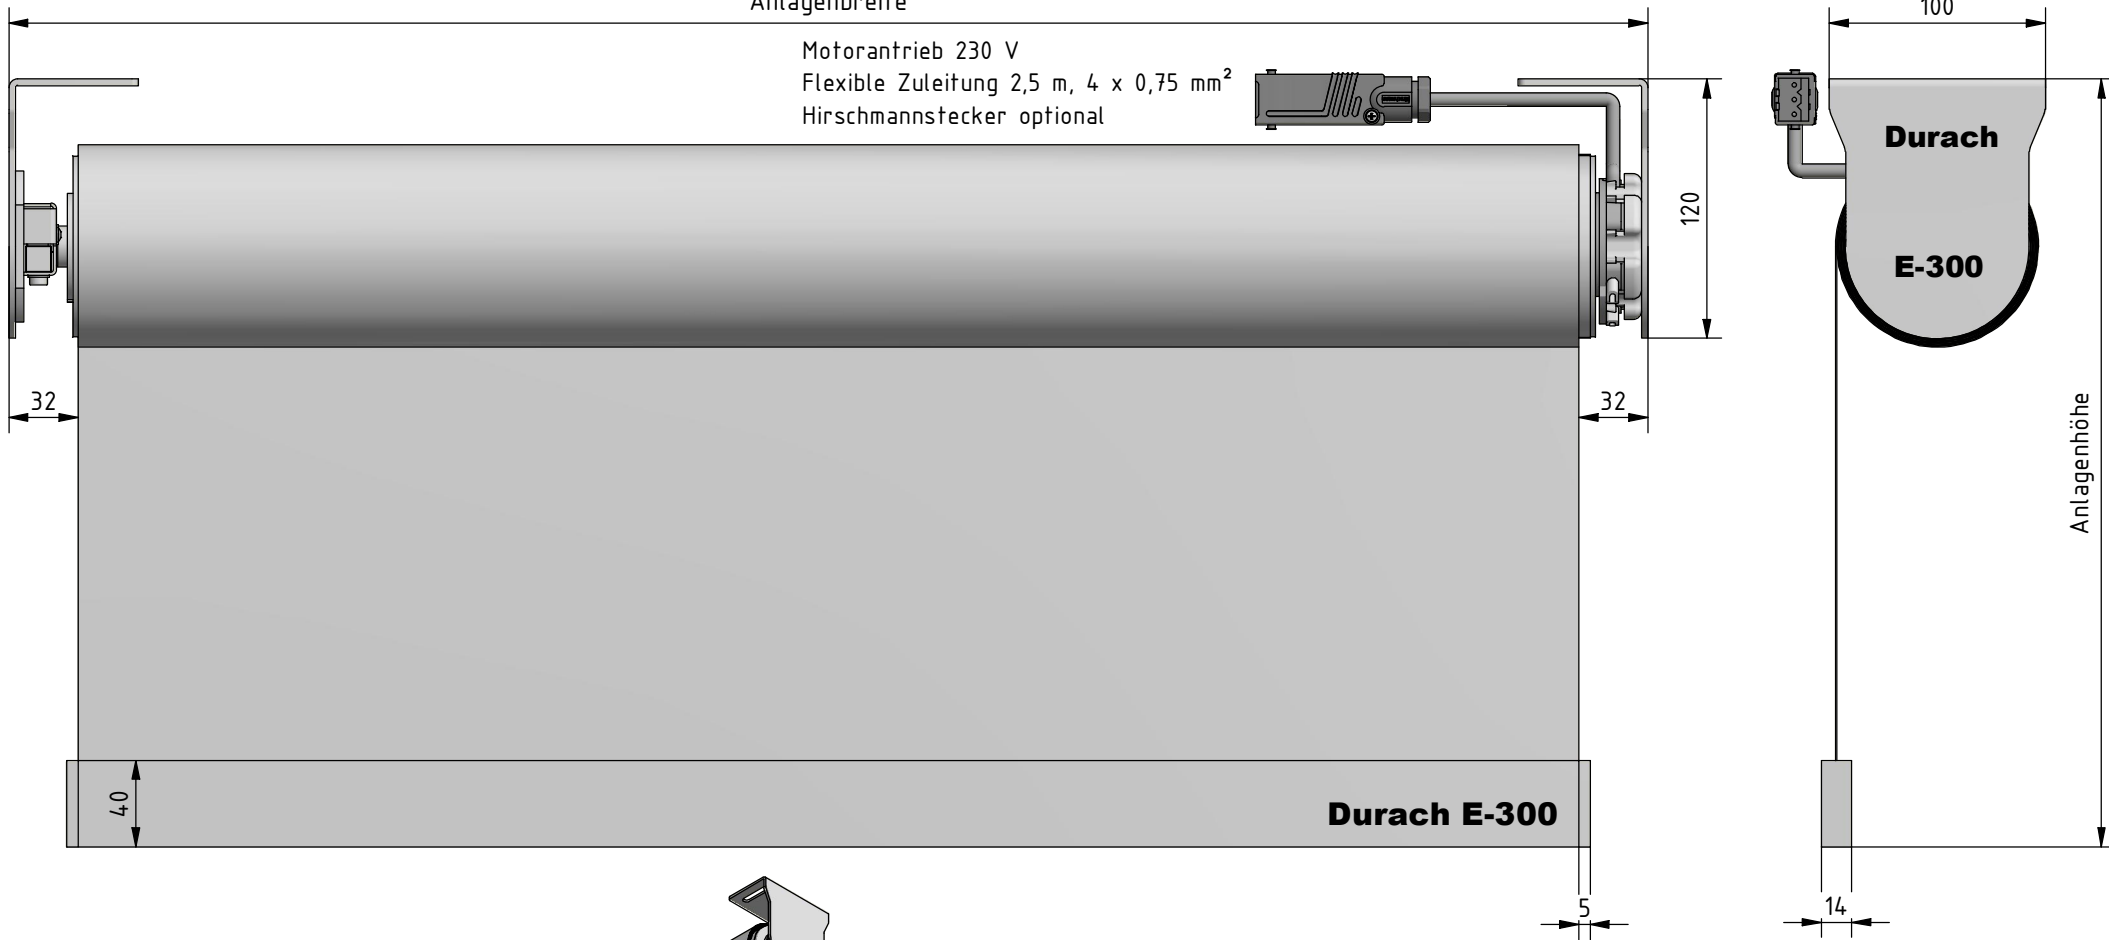 Anlagenbreite
100
Motorantrieb 230 V
Flexible Zuleitung 2,5 m, 4 x 0,75 mm²
Hirschmannstecker optional
Durach
E-300
120
32
32
Anlagenhöhe
40
Durach E-300
5
14